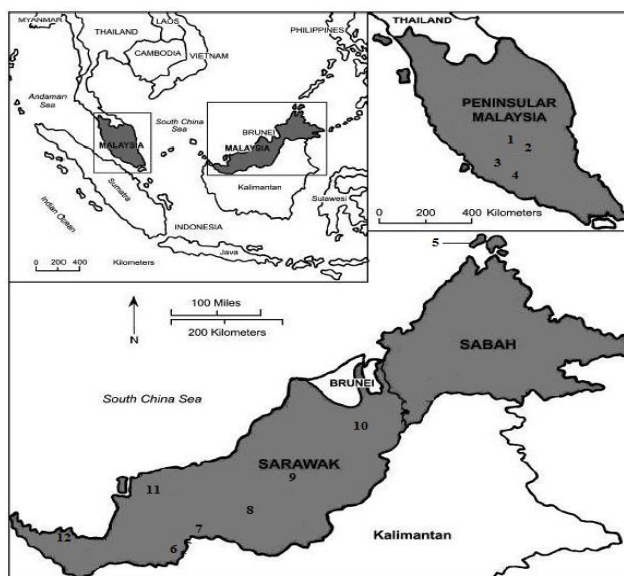 MYANMAR
LAOS
THAILAND
CAMBODIA
VIETNAM
PHILIPPINES
Andaman
Sea
South China
Sea
BRUNEI
MALAYSIA
MALAYSIA
Kalimantan
Sumatra
Sulawesi
Indian Ocean
INDONESIA
Java
0 200 400
Kilometers
THAILAND
PENINSULAR
MALAYSIA
1
2
3
4
0 200 400
Kilometers
5
100 Miles
200 Kilometers
N
SABAH
BRUNEI
South China Sea
10
SARAWAK
9
11
8
7
12
6
Kalimantan